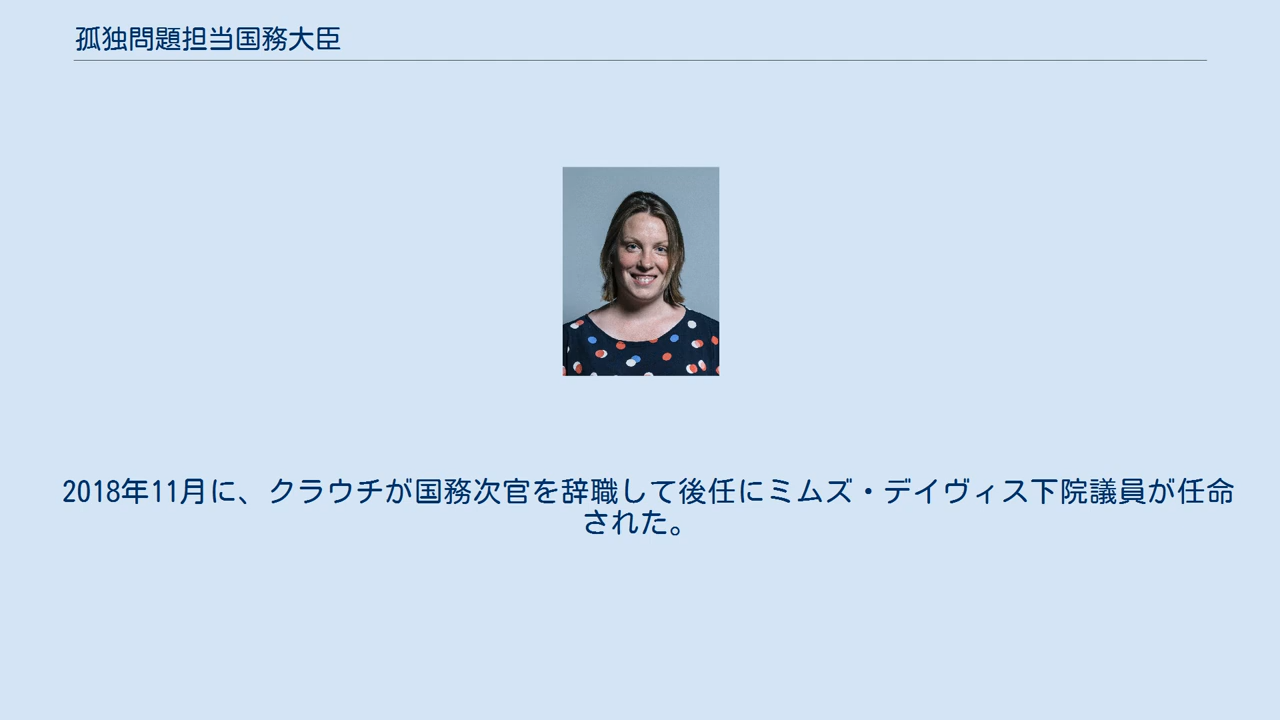 孤独問題担当国務大臣
2018年11月に、クラウチが国務次官を辞職して後任にミムズ・デイヴィス下院議員が任命
された。